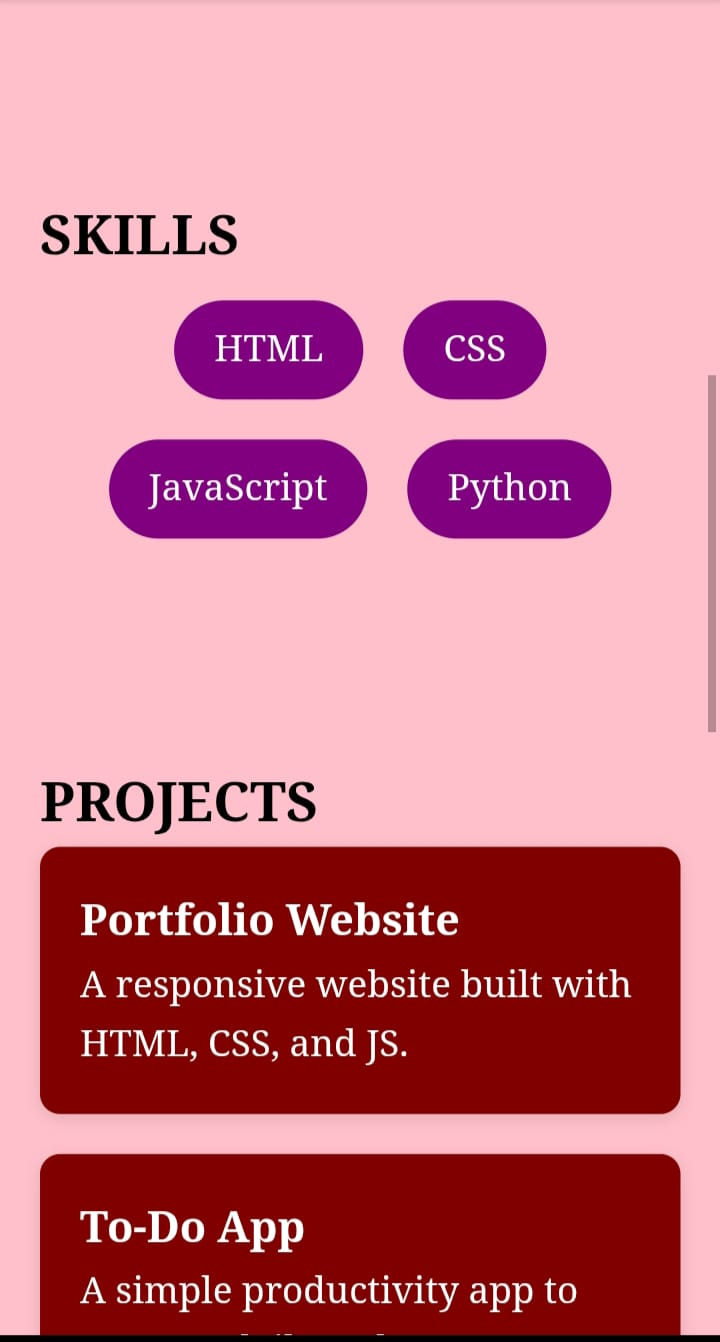 SKILLS
HTML CSS
JavaScript Python
PROJECTS
Portfolio Website
A responsive website built with
HTML, CSS, and JS.
To-Do App
A simple productivity app to